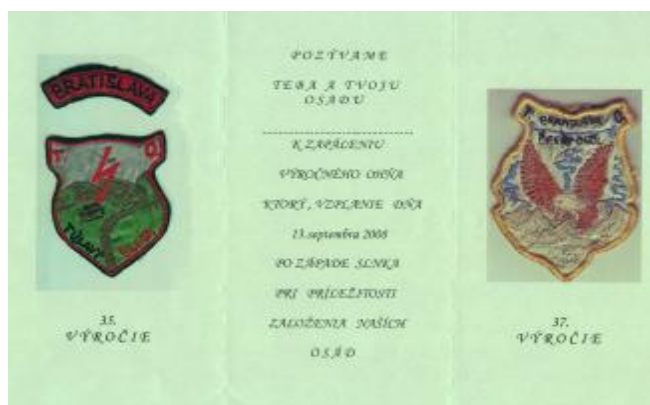 BRATISLAVA
T. O.
TULAVÝ
35.
VÝROČIE
POZÝVAME
TEBA A TVOJU
OSADU
K ZAPÁLENIU
VÝROČNÉHO OHŇA
KTORÝ, VZPLANIE DŇA
13. septembra 2008
PO ZÁPADE SLNKA
PRI PRÍLEŽITOSTI
ZALOŽENIA NAŠICH
OSÁD
T. O.
37.
VÝROČIE